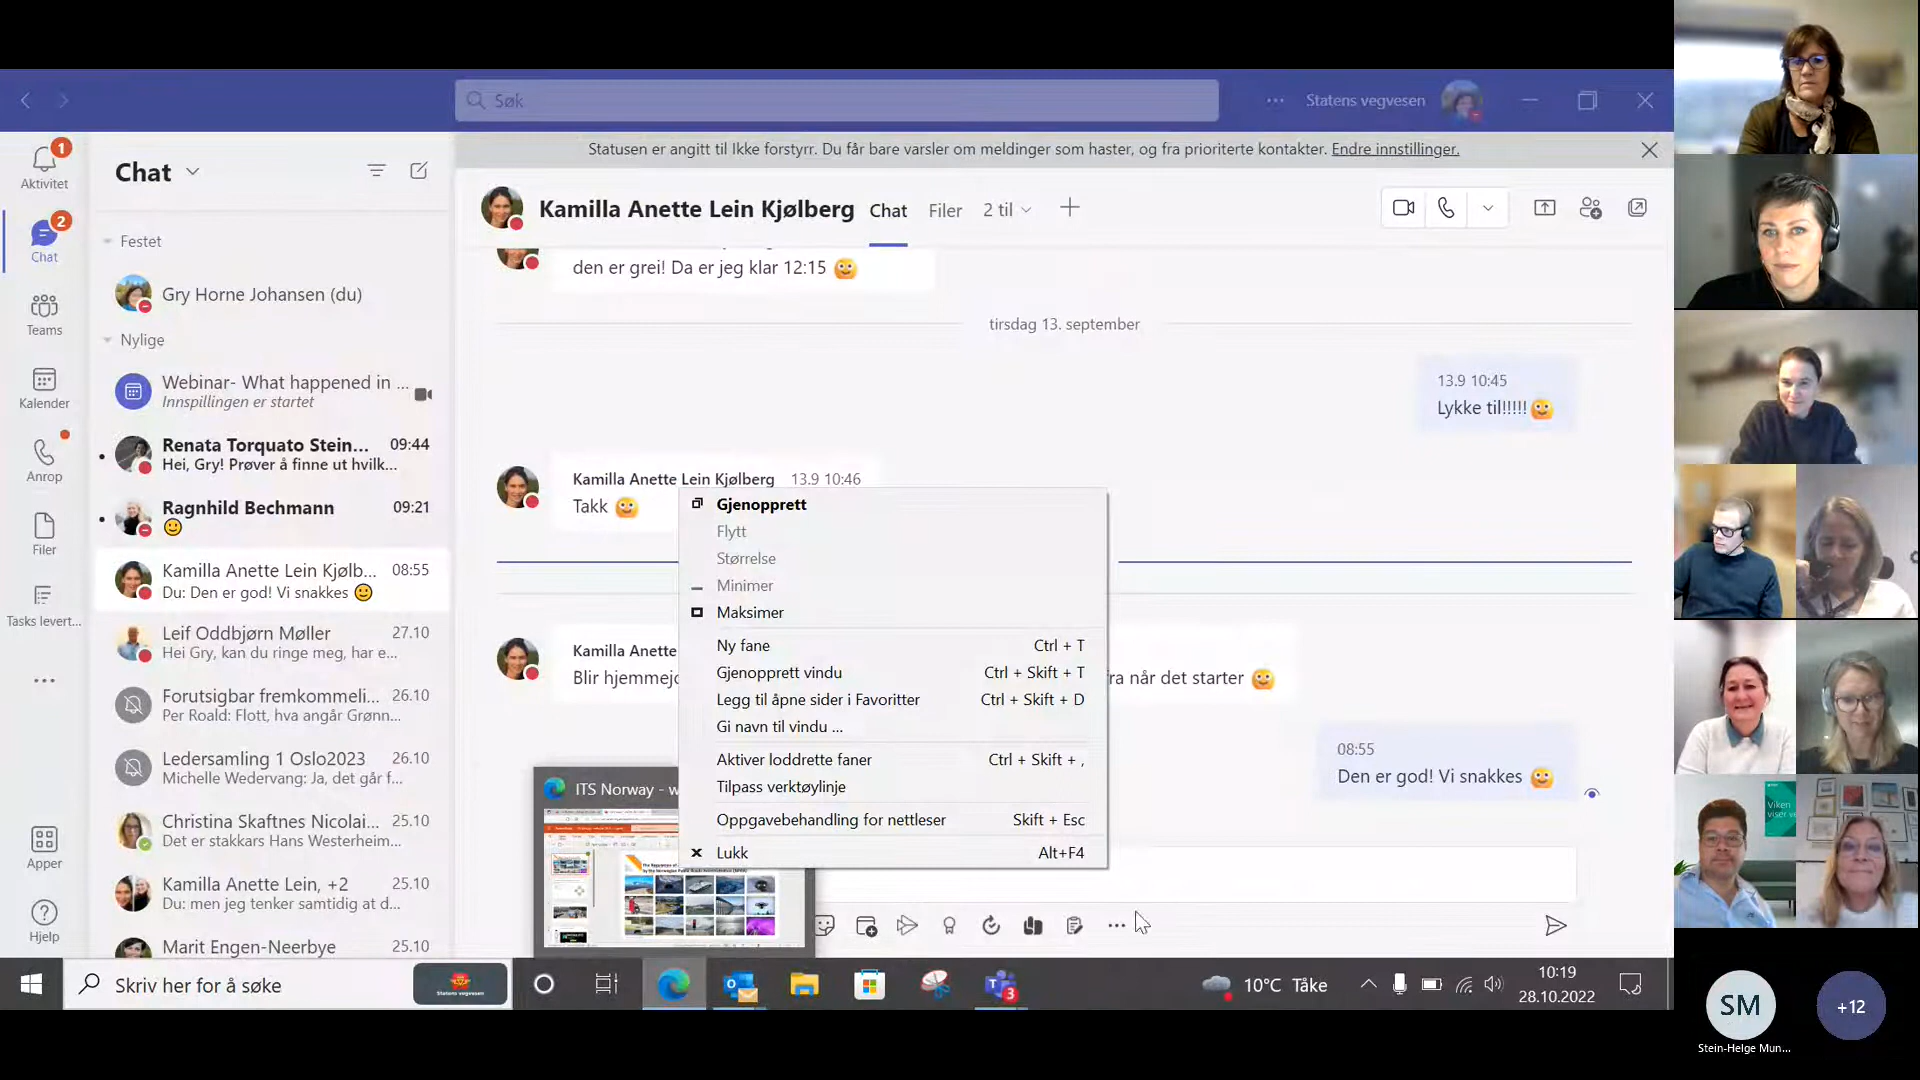 Søk
Statens vegvesen
Statusen er angitt til Ikke forstyrr. Du får bare varsler om meldinger som haster, og fra prioriterte kontakter. Endre innstillinger.
1
Aktivitet
2
Chat
Teams
Kalender
Anrop
Filer
Tasks levert...
Apper
Hjelp
Chat
Festet
Gry Horne Johansen (du)
Nylige
Webinar- What happened in ...
Innspillingen er startet
Renata Torquato Stein... 09:44
Hei, Gry! Prøver å finne ut hvilk...
Ragnhild Bechmann 09:21
Kamilla Anette Lein Kjølb... 08:55
Du: Den er god! Vi snakkes
Leif Oddbjørn Møller 27.10
Hei Gry, kan du ringe meg, har e...
Forutsigbar fremkommeli... 26.10
Per Roald: Flott, hva angår Grønn...
Ledersamling 1 Oslo2023 26.10
Michelle Wedervang: Ja, det går f...
Christina Skaftnes Nicolai... 25.10
Det er stakkars Hans Westerheim...
Kamilla Anette Lein, +2 25.10
Du: men jeg tenker samtidig at d...
Marit Engen-Neerbye 25.10
Kamilla Anette Lein Kjølberg Chat Filer 2 til
den er grei! Da er jeg klar 12:15
tirsdag 13. september
13.9 10:45
Lykke til!!!!!
Kamilla Anette Lein Kjølberg 13.9 10:46
Takk
Kamilla Anette
Blir hjemmejo
ra når det starter
08:55
Den er god! Vi snakkes
Gjenopprett
Flytt
Størrelse
Minimer
Maksimer
Ny fane Ctrl + T
Gjenopprett vindu Ctrl + Skift + T
Legg til åpne sider i Favoritter Ctrl + Skift + D
Gi navn til vindu ...
Aktiver loddrette faner Ctrl + Skift + ,
Tilpass verktøylinje
Oppgavebehandling for nettleser Skift + Esc
Lukk Alt+F4
ITS Norway - w
Skriv her for å søke
Statens vegvesen
3
10°C Tåke
10:19
28.10.2022
Viken
viser v
SM
Stein-Helge Mun...
+12